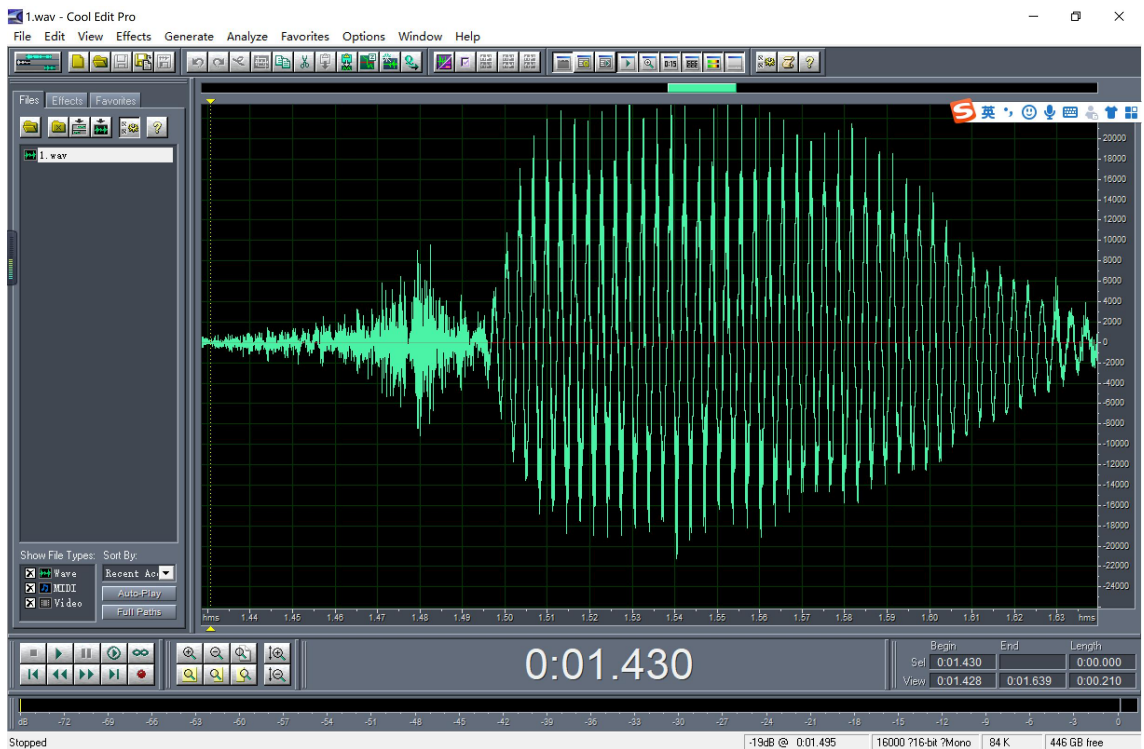 1.wav - Cool Edit Pro
File Edit View Effects Generate Analyze Favorites Options Window Help
Files Effects Favorites
英
1.wav
20000
18000
16000
14000
12000
10000
8000
6000
4000
2000
0
-2000
-4000
-6000
-8000
-10000
-12000
-14000
-16000
-18000
-20000
-22000
-24000
Show File Types: Sort By:
Wave Recent Ac
MIDI Auto-Play
Video Full Paths
hms 1.44 1.45 1.46 1.47 1.48 1.49 1.50 1.51 1.52 1.53 1.54 1.55 1.56 1.57 1.58 1.59 1.60 1.61 1.62 1.63 hms
0:01.430
Begin End Length
Sel 0:01.430 0:00.000
View 0:01.428 0:01.639 0:00.210
dB -72 -69 -66 -63 -60 -57 -54 -51 -48 -45 -42 -39 -36 -33 -30 -27 -24 -21 -18 -15 -12 -9 -6 -3 0
Stopped -19dB @ 0:01.495 16000 ?16-bit ?Mono 84 K 446 GB free